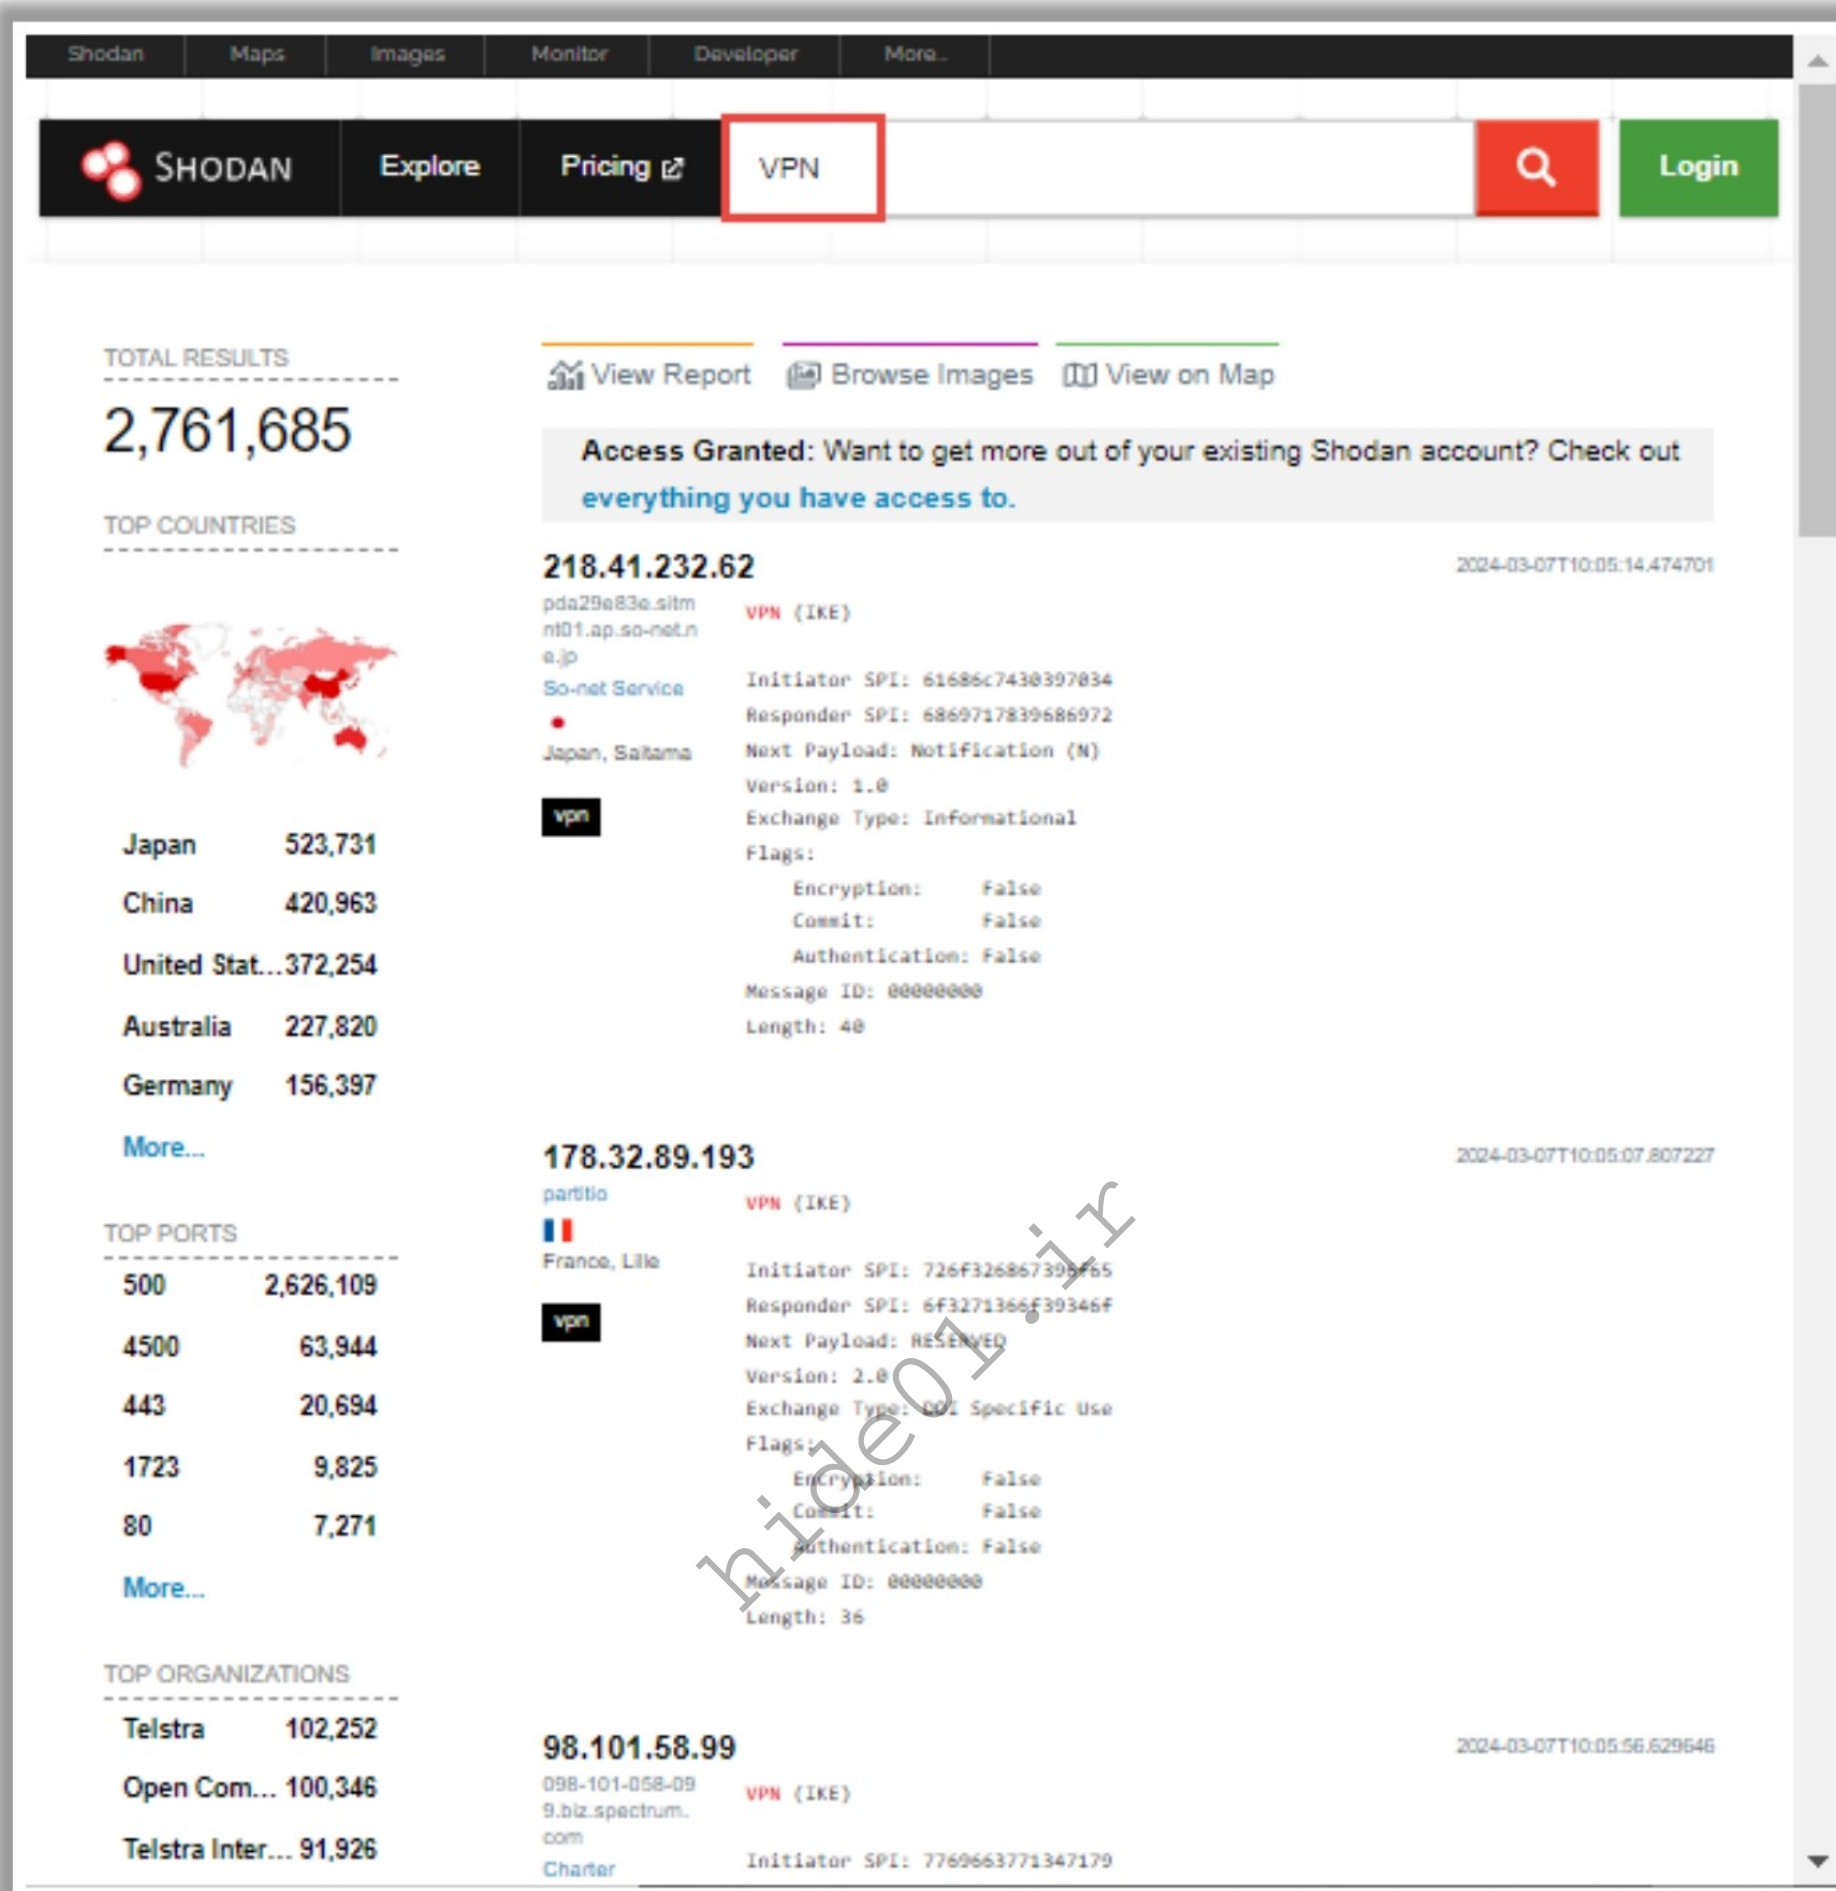 Shodan Maps Images Monitor Developer More...
SHODAN Explore Pricing VPN Login
TOTAL RESULTS
2,761,685
TOP COUNTRIES
Japan 523,731
China 420,963
United Stat... 372,254
Australia 227,820
Germany 156,397
More...
TOP PORTS
500 2,626,109
4500 63,944
443 20,694
1723 9,825
80 7,271
More...
TOP ORGANIZATIONS
Telstra 102,252
Open Com... 100,346
Telstra Inter... 91,926
View Report Browse Images View on Map
Access Granted: Want to get more out of your existing Shodan account? Check out
everything you have access to.
218.41.232.62 2024-03-07T10:05:14.474701
pda29e83e.sitm
nt01.ap.so-net.n
e.jp
So-net Service
Japan, Saitama
vpn
VPN (IKE)
Initiator SPI: 61686c7430397034
Responder SPI: 6869717839686972
Next Payload: Notification (N)
Version: 1.0
Exchange Type: Informational
Flags:
Encryption: False
Commit: False
Authentication: False
Message ID: 00000000
Length: 40
178.32.89.193 2024-03-07T10:05:07.807227
partitio
France, Lille
vpn
VPN (IKE)
Initiator SPI:
Responder SPI: 6f3271366f39346f
Next Payload: RESERVED
Version: 2.0
Exchange Type: DOI Specific Use
Flags:
Encryption: False
Commit: False
Authentication: False
Message ID: 00000000
Length: 36
98.101.58.99 2024-03-07T10:05:56.629646
098-101-058-09
9.biz.spectrum.
com
Charter
VPN (IKE)
Initiator SPI: 7769663771347179
hide01.ir